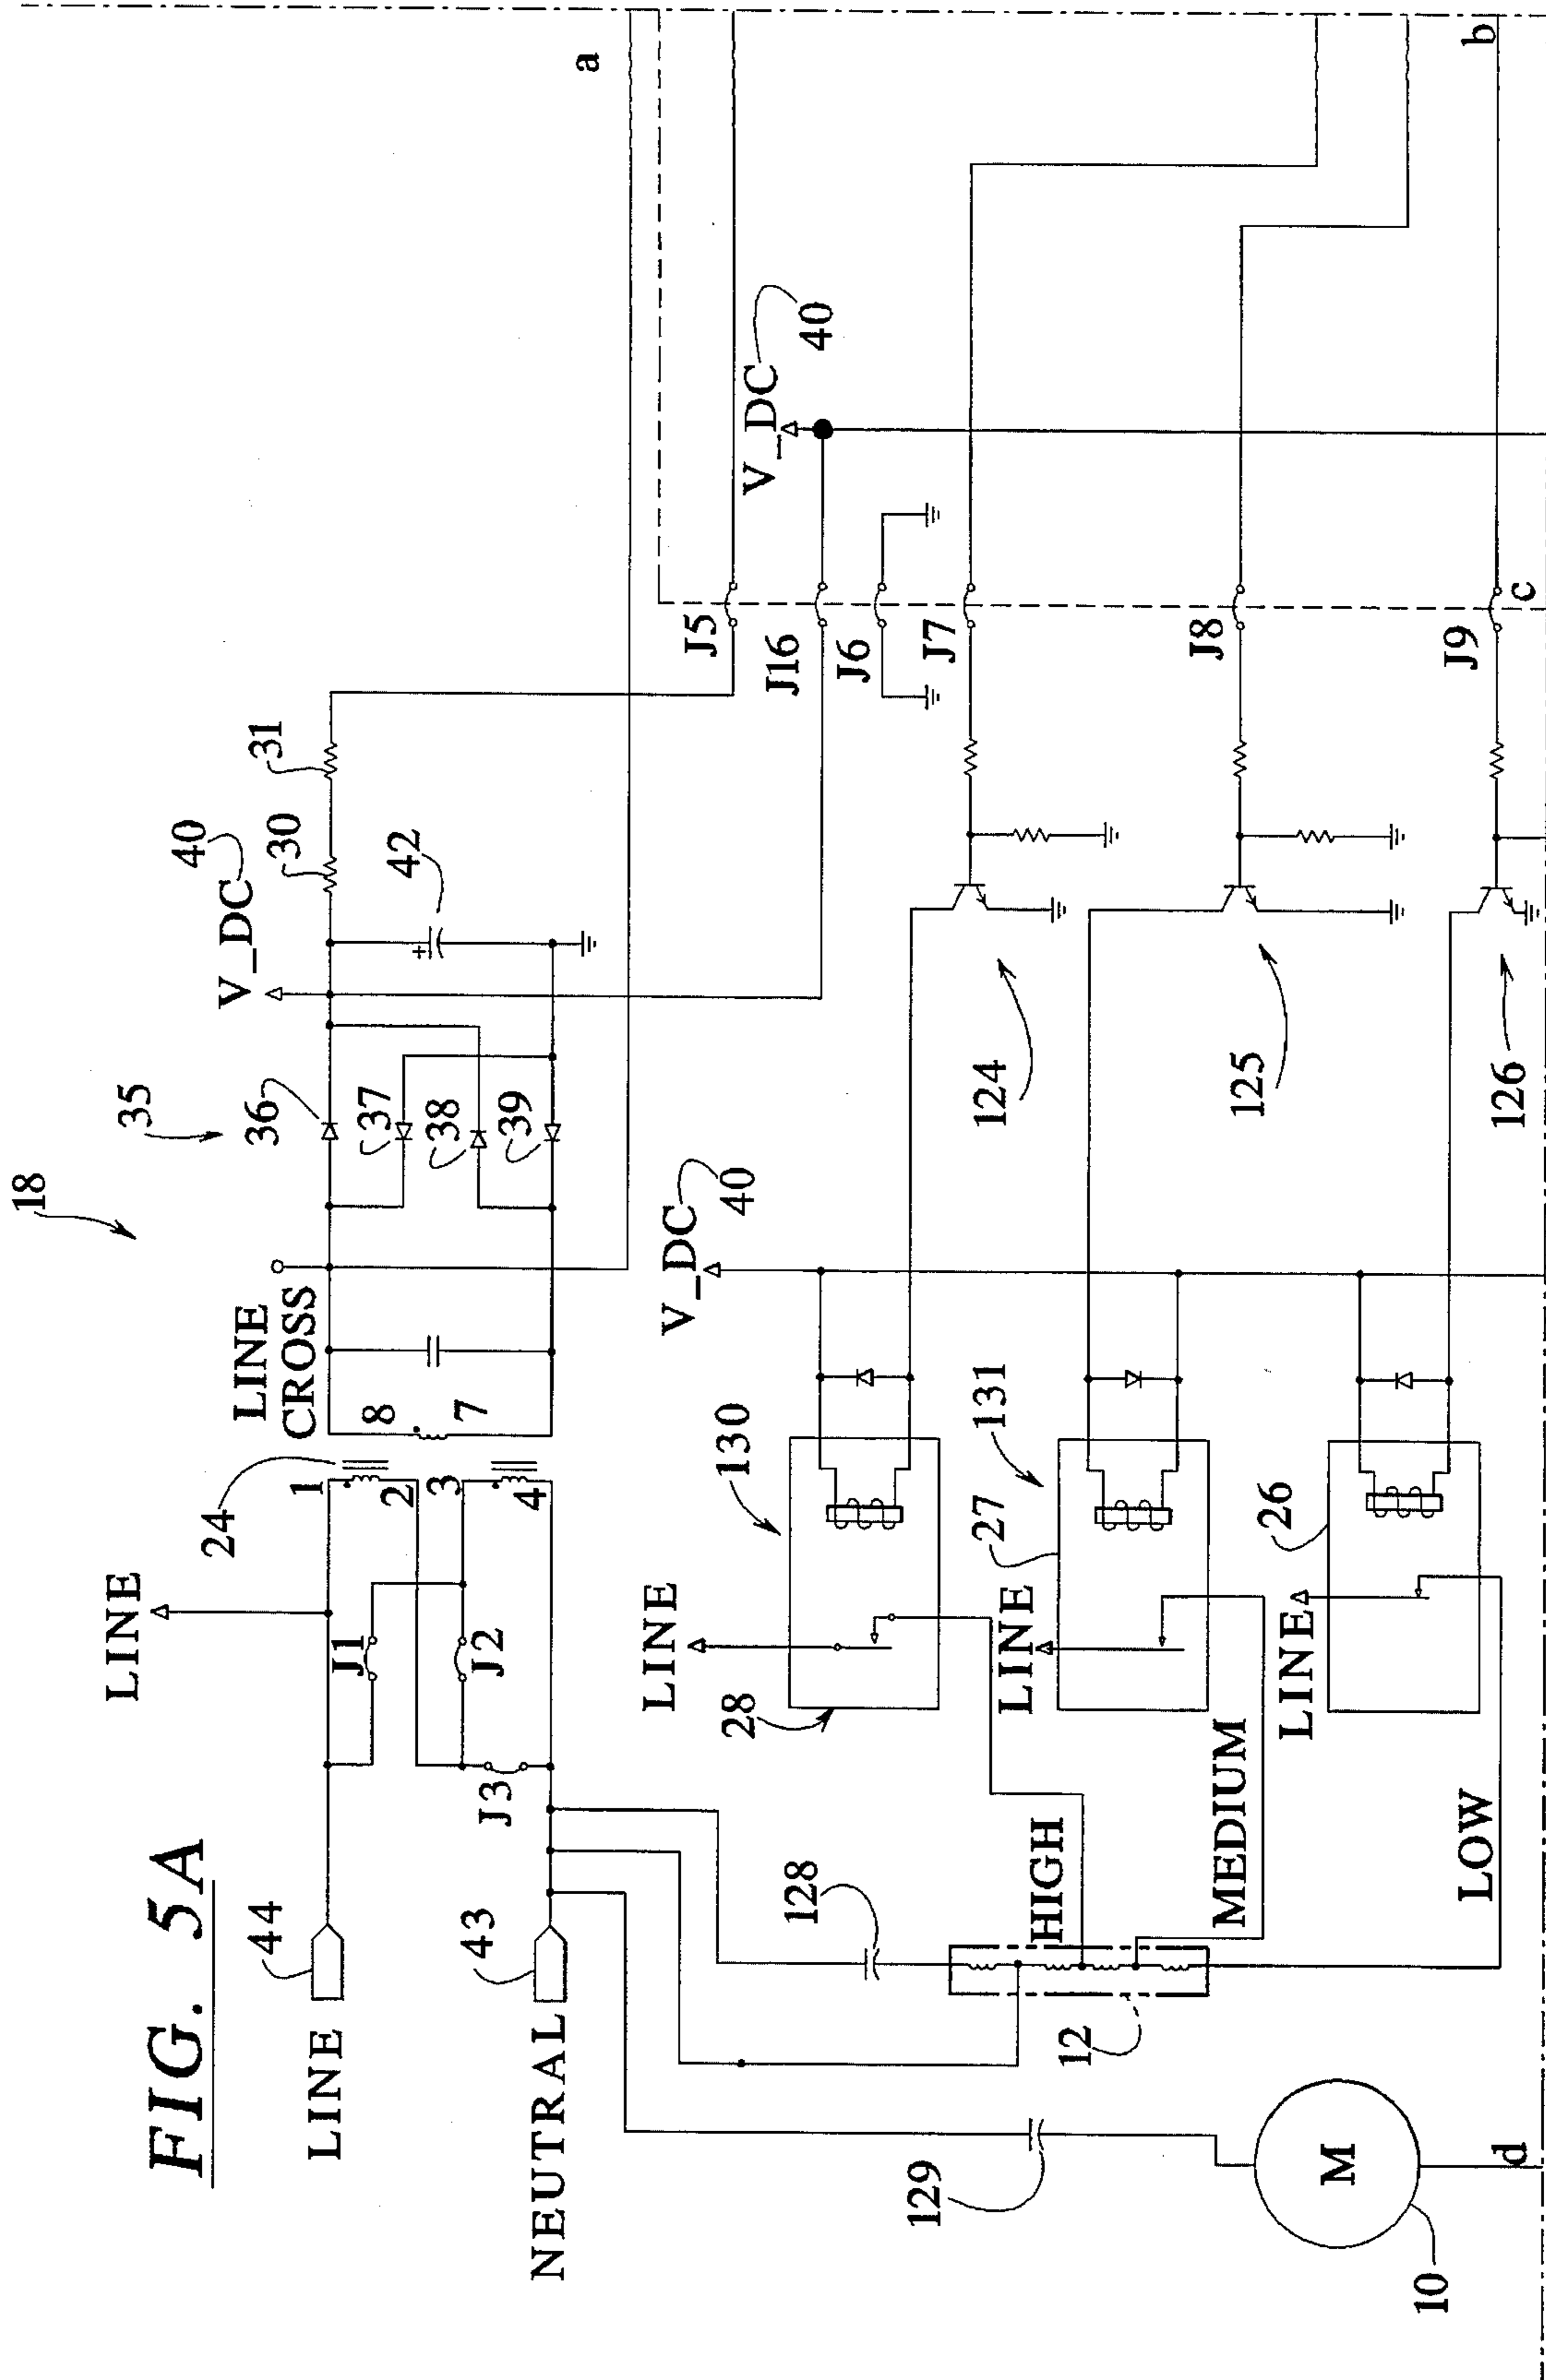 FIG. 5A
18
LINE
LINE
44
J1
J2
J3
NEUTRAL
43
24
1
2
3
4
LINE
CROSS
8
7
35
36
37
38
39
V_DC
40
30
31
42
a
J5
J16
J6
J7
J8
J9
V_DC
40
b
c
V_DC
40
124
125
126
130
131
LINE
28
27
LINE
26
LINE
128
HIGH
MEDIUM
LOW
12
129
M
10
d